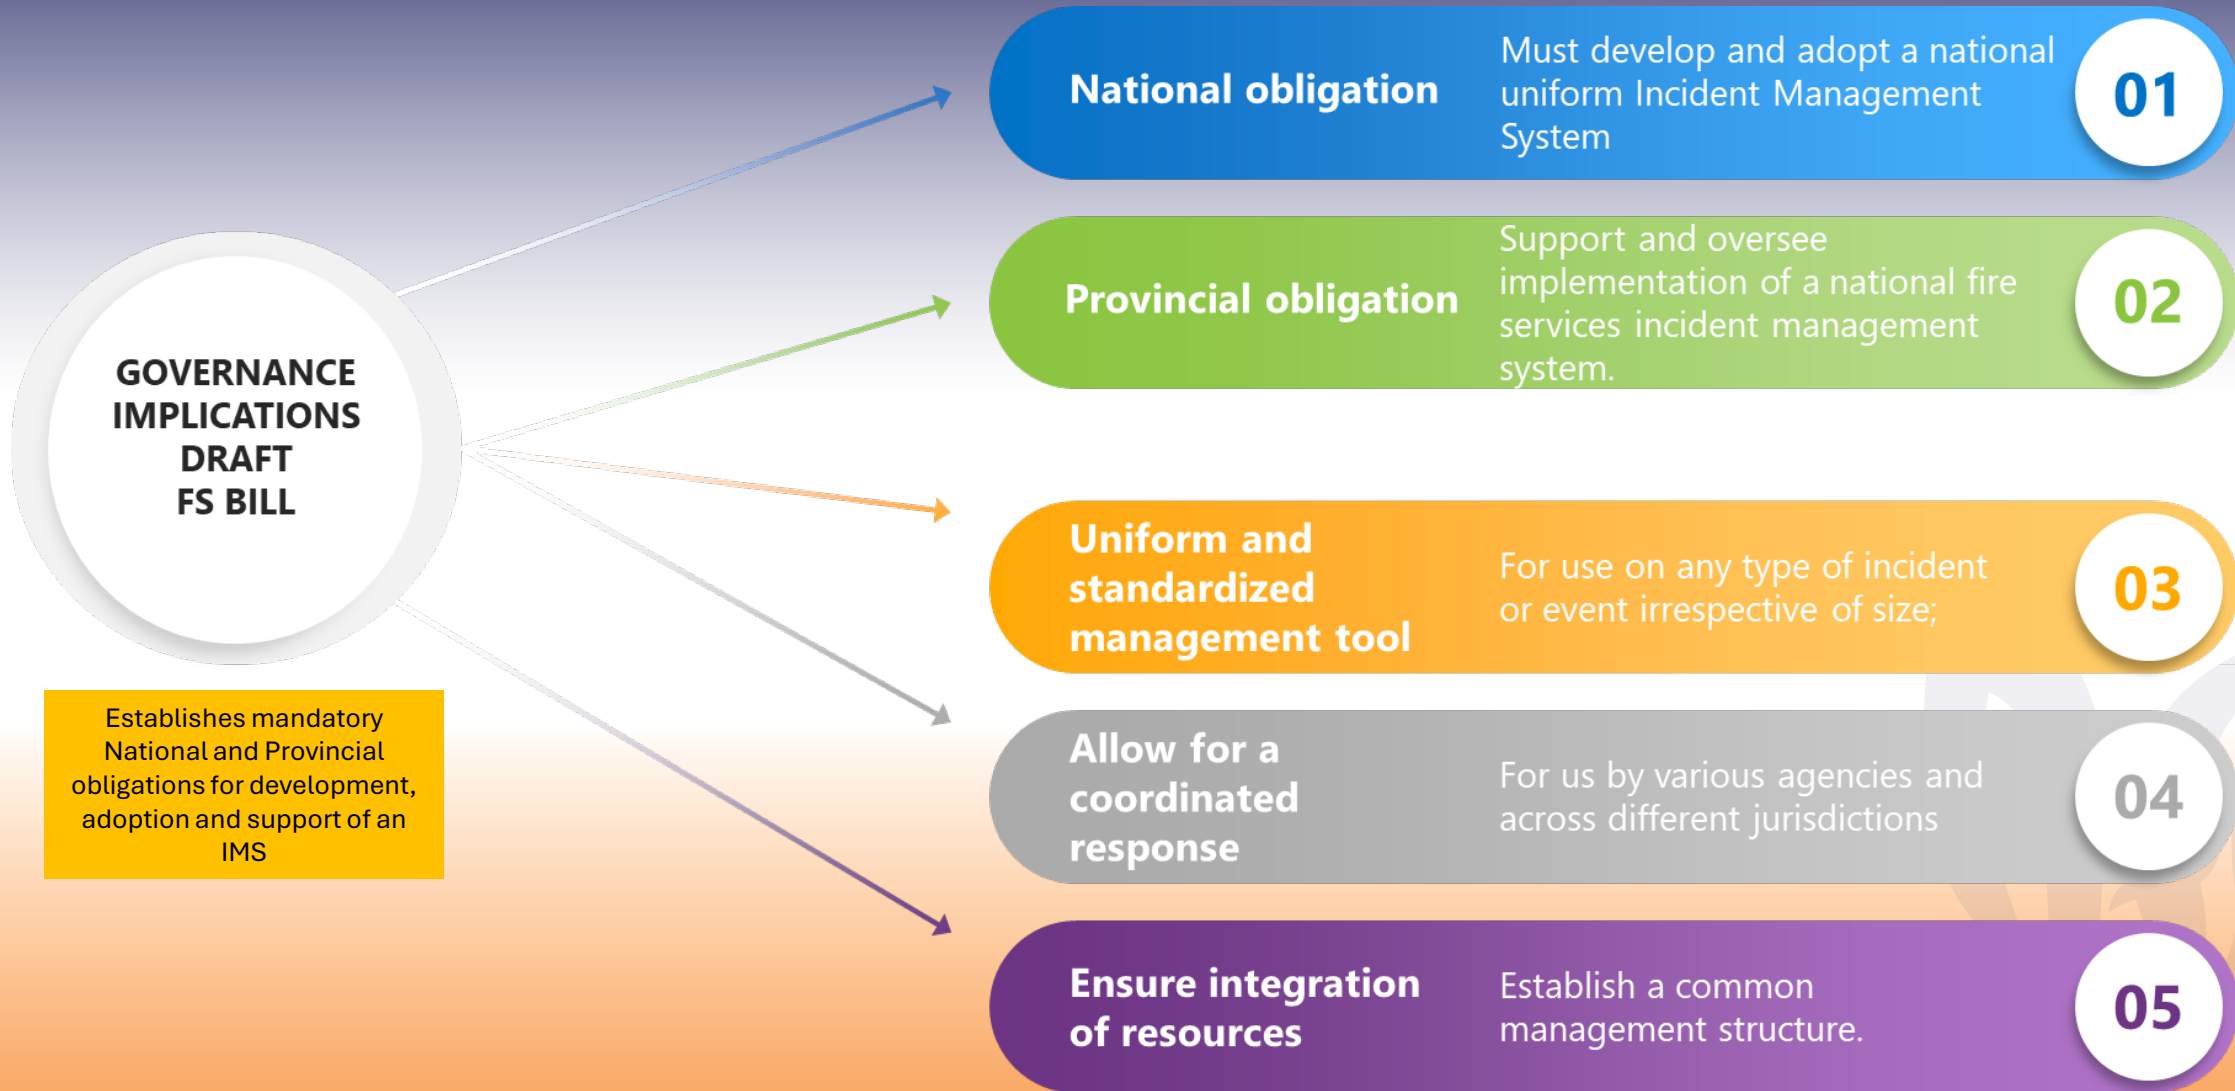 GOVERNANCE
IMPLICATIONS
DRAFT
FS BILL
Establishes mandatory
National and Provincial
obligations for development,
adoption and support of an
IMS
National obligation
Must develop and adopt a national
uniform Incident Management
System
01
Provincial obligation
Support and oversee
implementation of a national fire
services incident management
system.
02
Uniform and
standardized
management tool
For use on any type of incident
or event irrespective of size;
03
Allow for a
coordinated
response
For us by various agencies and
across different jurisdictions
04
Ensure integration
of resources
Establish a common
management structure.
05